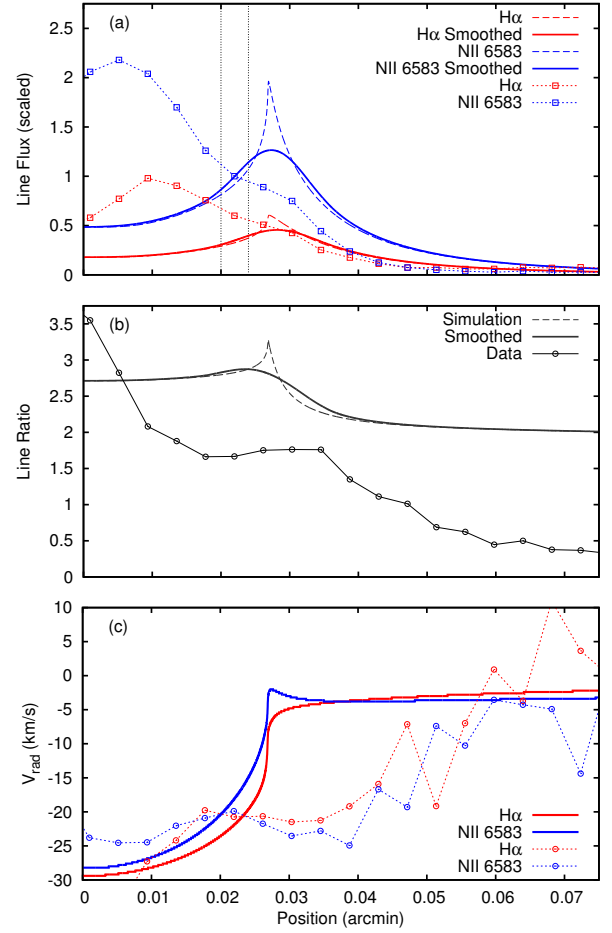 (a)
Hα
Hα Smoothed
NII 6583
NII 6583 Smoothed
Hα
NII 6583
2.5
2
1.5
1
0.5
0
Line Flux (scaled)
(b)
Simulation
Smoothed
Data
3.5
3
2.5
2
1.5
1
0.5
0
Line Ratio
(c)
10
5
0
-5
-10
-15
-20
-25
-30
V_rad (km/s)
Hα
NII 6583
Hα
NII 6583
0 0.01 0.02 0.03 0.04 0.05 0.06 0.07
Position (arcmin)